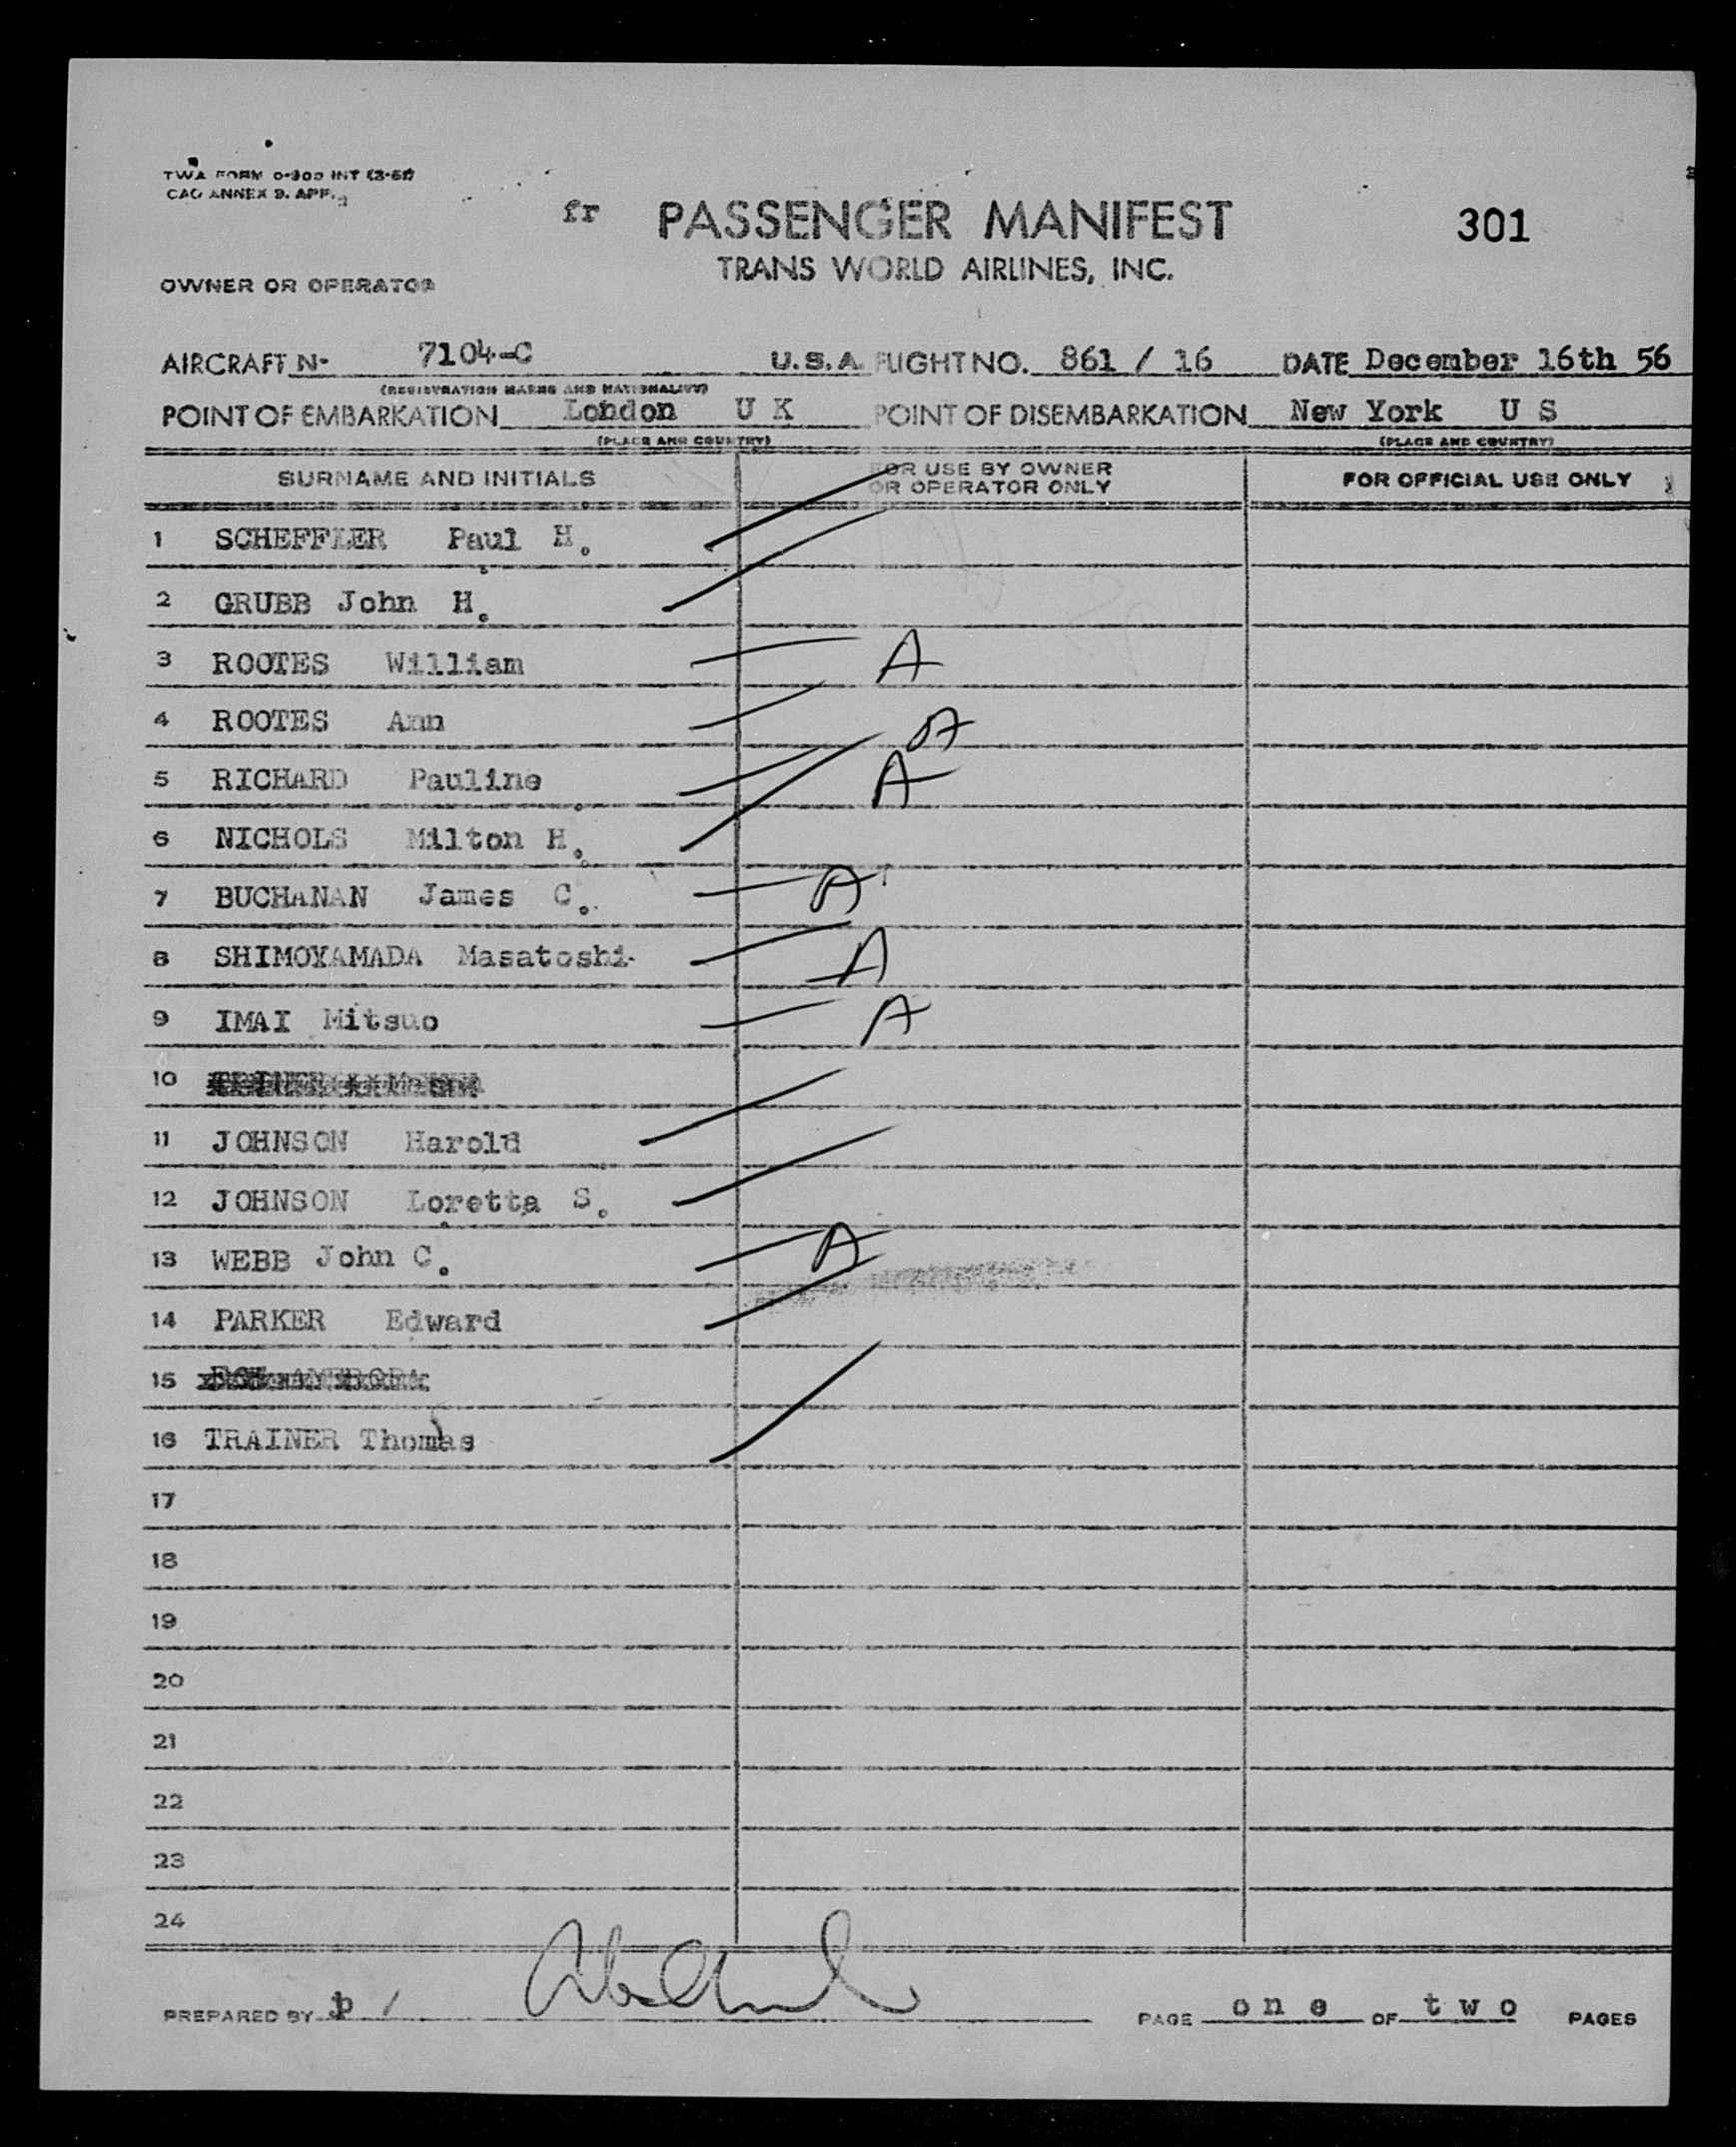 TWA FORM 0-300 INT (3-51)
CAO ANNEX 9. APP.
fr PASSENGER MANIFEST 301
TRANS WORLD AIRLINES, INC.
OWNER OR OPERATOR
AIRCRAFT N- 7104-C U.S.A. FLIGHT NO. 861 / 16 DATE December 16th 56
(REGISTRATION MARKS AND NATIONALITY)
POINT OF EMBARKATION London U K POINT OF DISEMBARKATION New York U S
(PLACE AND COUNTRY) (PLACE AND COUNTRY)
SURNAME AND INITIALS FOR USE BY OWNER OR OPERATOR ONLY FOR OFFICIAL USE ONLY
1 SCHEFFLER Paul H.
2 GRUBB John H.
3 ROOTES William A
4 ROOTES Ann A
5 RICHARD Pauline A
6 NICHOLS Milton H.
7 BUCHANAN James C. A
8 SHIMOYAMADA Masatoshi A
9 IMAI Mitsuo A
10
11 JOHNSON Harold
12 JOHNSON Loretta S.
13 WEBB John C. A
14 PARKER Edward
15
16 TRAINER Thomas
17
18
19
20
21
22
23
24
PREPARED BY PAGE one OF two PAGES